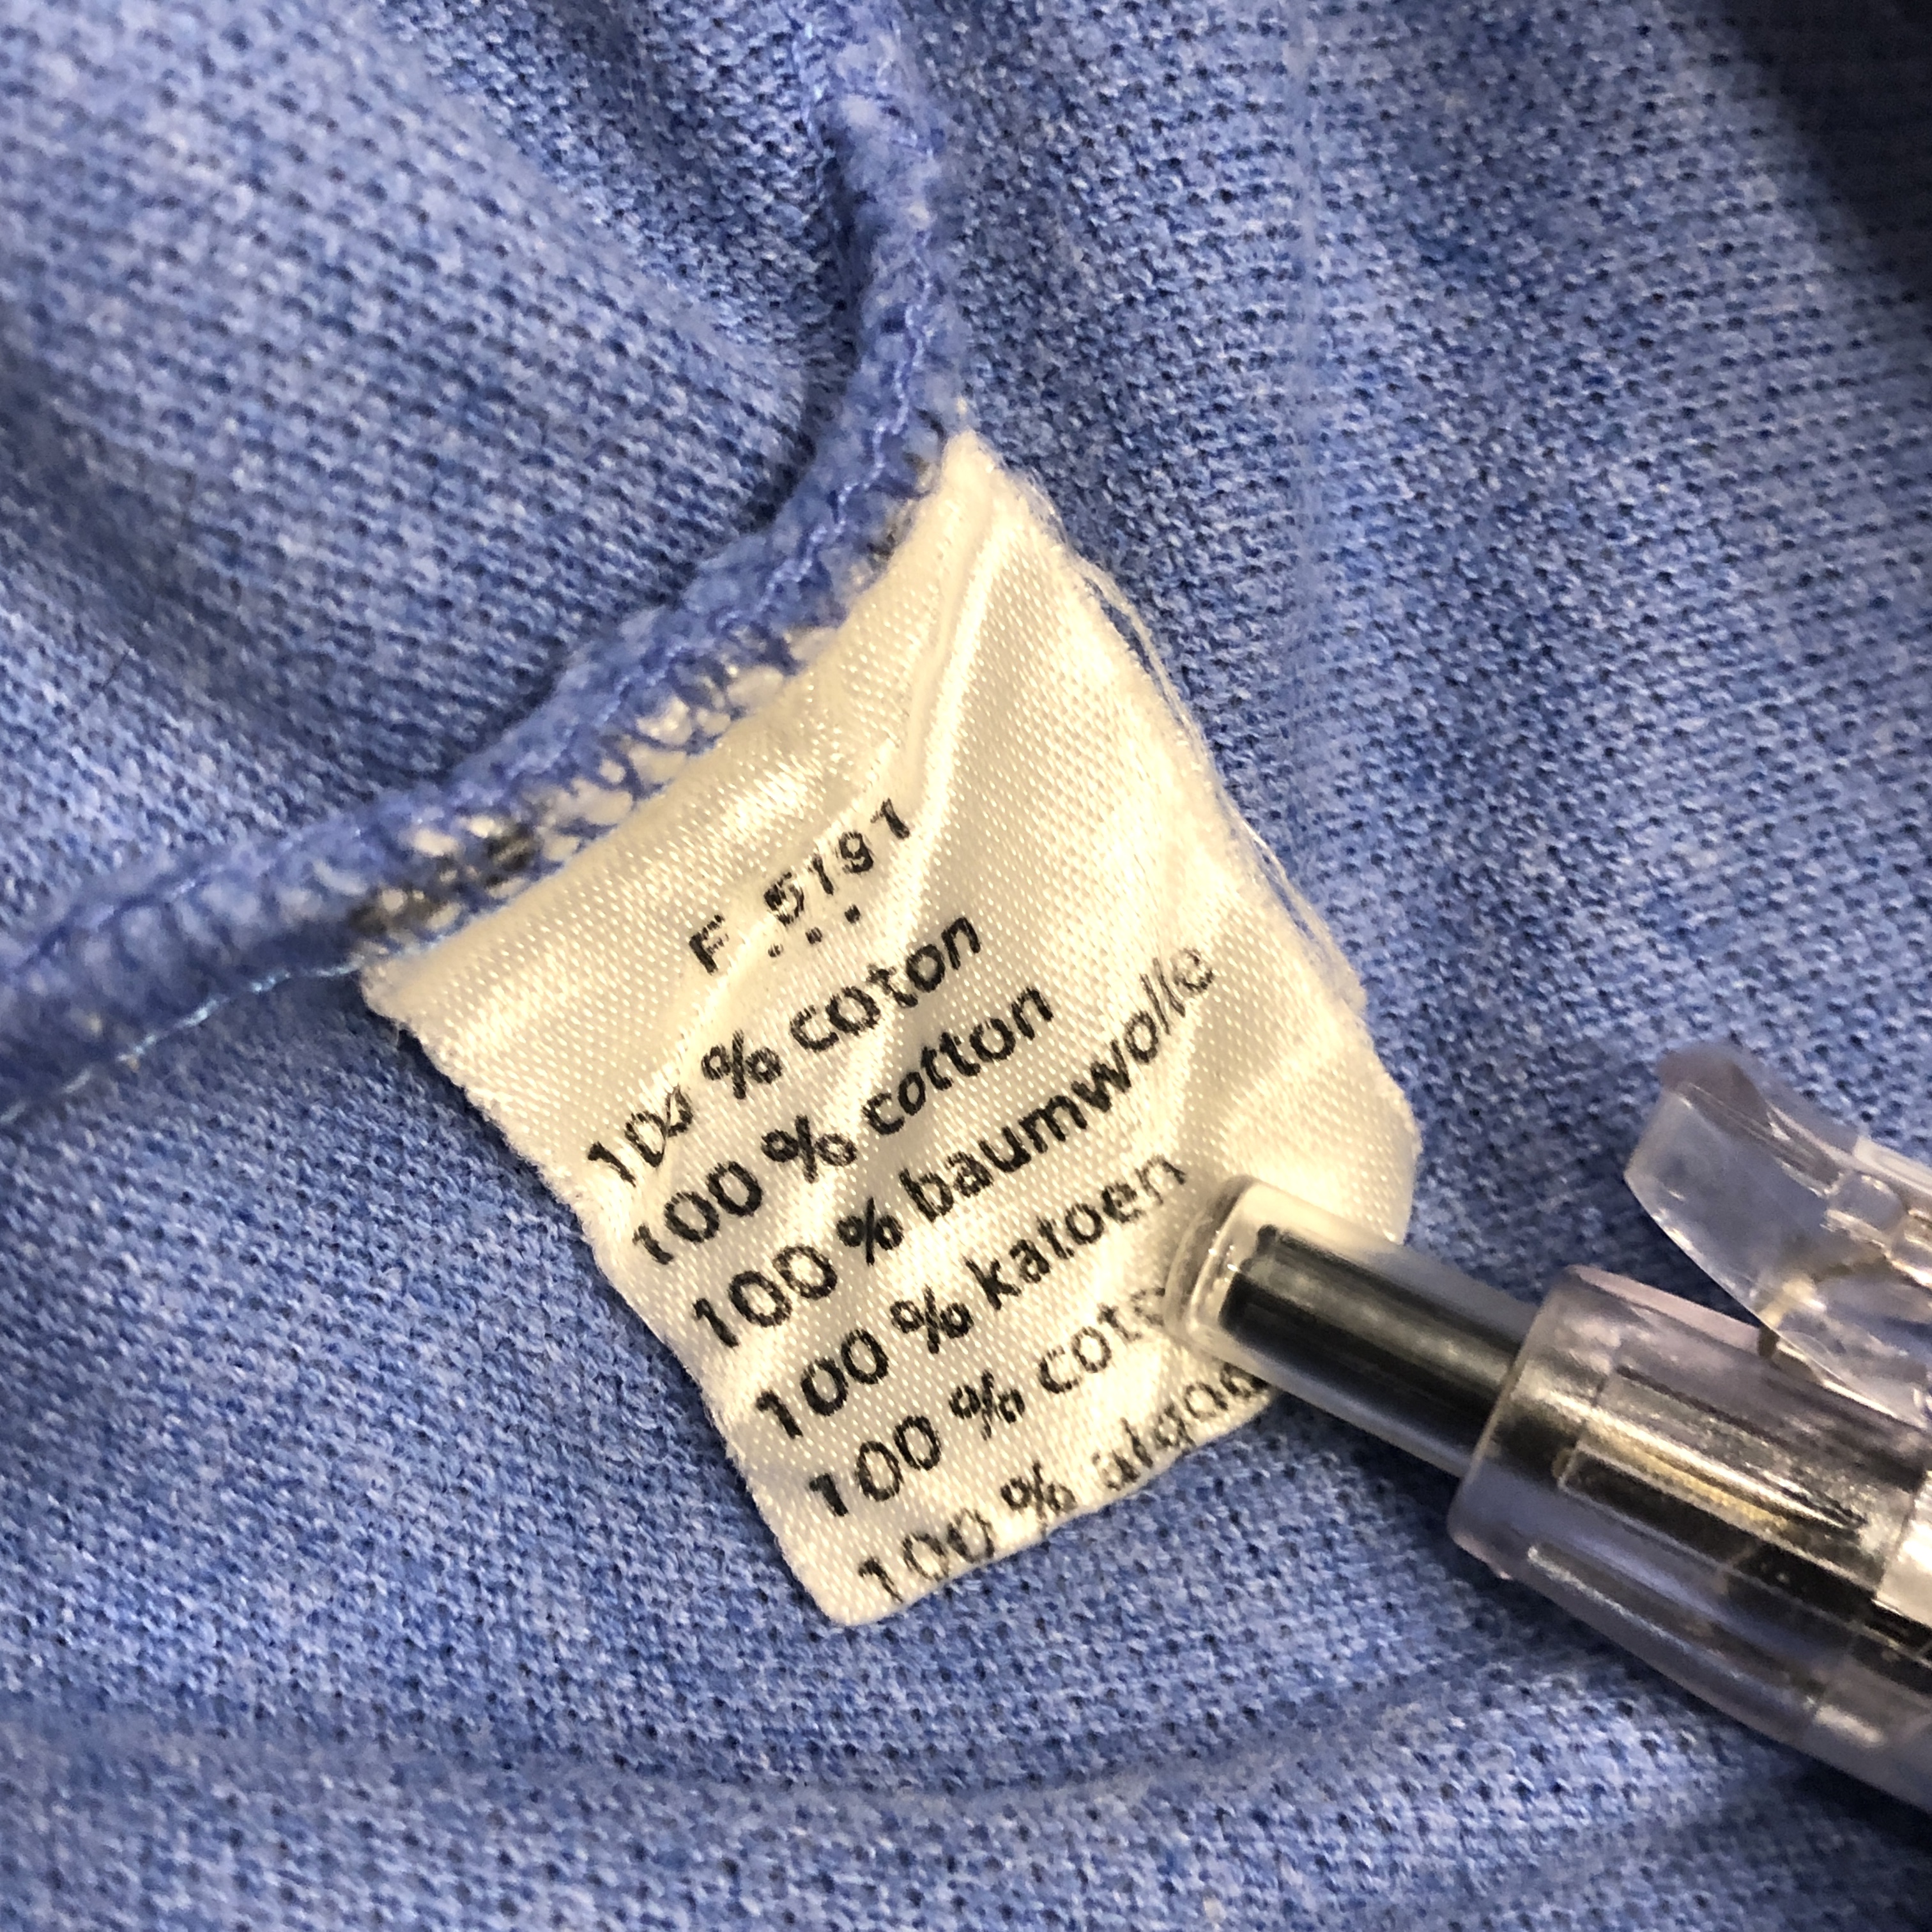 F 5191
100 % coton
100 % cotton
100 % baumwolle
100 % katoen
100 %
100 %